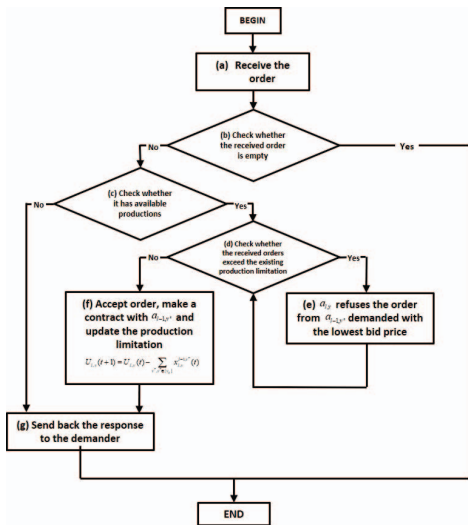 BEGIN
(a) Receive the
order
(b) Check whether
the received order
is empty
No
Yes
(c) Check whether
it has available
productions
No
Yes
(d) Check whether
the received orders
exceed the existing
production limitation
No
Yes
(f) Accept order, make a
contract with and
update the production
limitation
(e) refuses the order
from demanded with
the lowest bid price
(g) Send back the response
to the demander
END